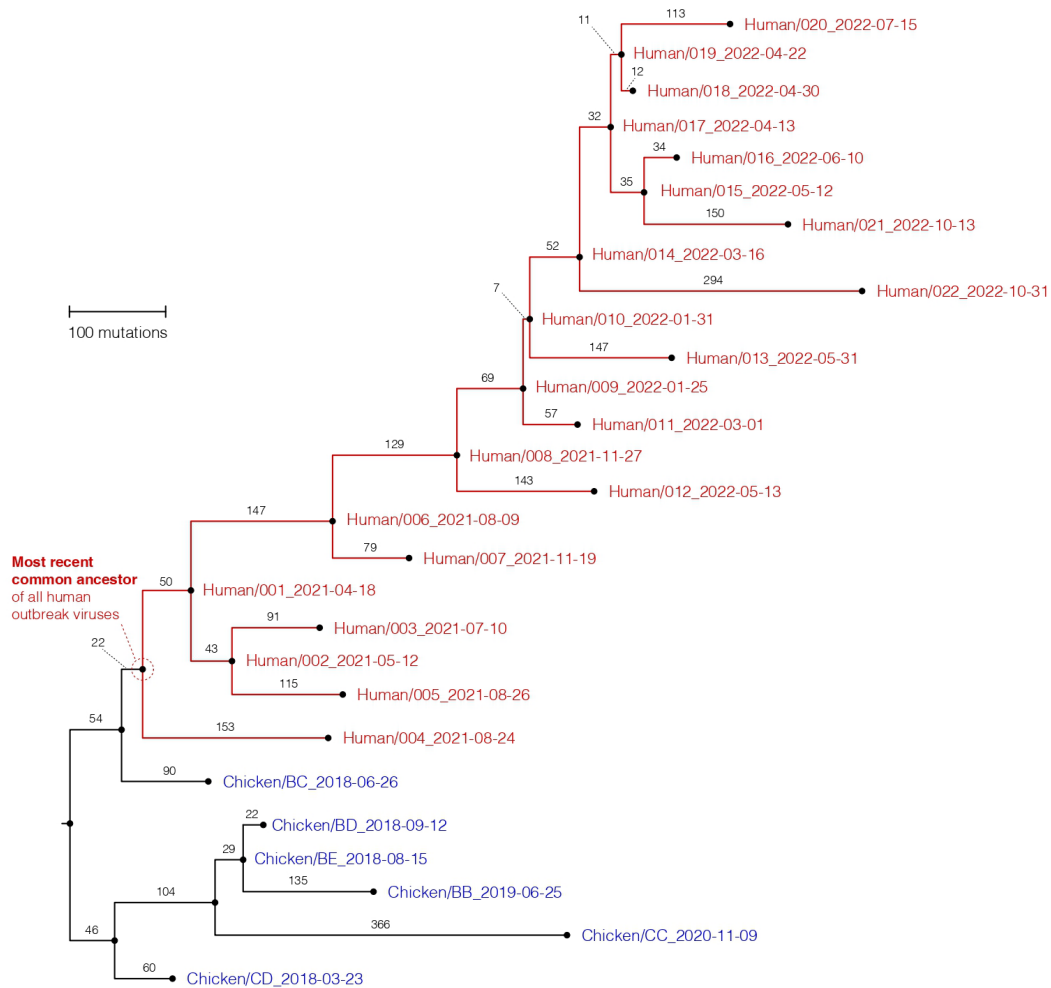 113
Human/020_2022-07-15
11
Human/019_2022-04-22
12
Human/018_2022-04-30
32
Human/017_2022-04-13
34
Human/016_2022-06-10
35
Human/015_2022-05-12
150
Human/021_2022-10-13
52
Human/014_2022-03-16
294
Human/022_2022-10-31
7
Human/010_2022-01-31
100 mutations
147
Human/013_2022-05-31
69
Human/009_2022-01-25
57
Human/011_2022-03-01
129
Human/008_2021-11-27
143
Human/012_2022-05-13
147
Human/006_2021-08-09
79
Human/007_2021-11-19
Most recent
common ancestor
of all human
outbreak viruses
50
Human/001_2021-04-18
91
Human/003_2021-07-10
22
43
Human/002_2021-05-12
115
Human/005_2021-08-26
54
153
Human/004_2021-08-24
90
Chicken/BC_2018-06-26
22
Chicken/BD_2018-09-12
29
Chicken/BE_2018-08-15
135
Chicken/BB_2019-06-25
104
366
Chicken/CC_2020-11-09
46
60
Chicken/CD_2018-03-23